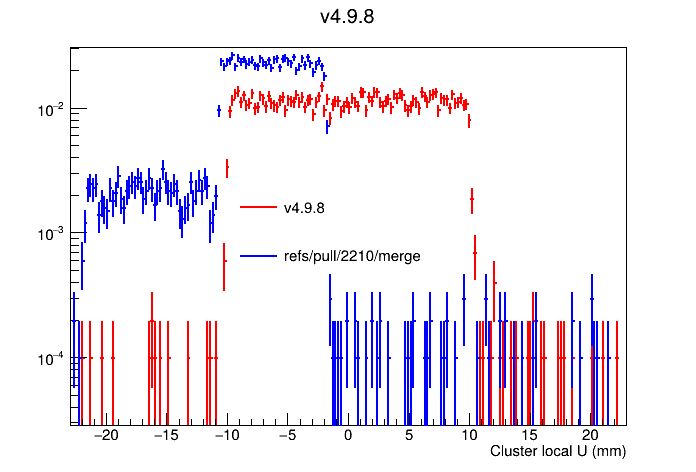 v4.9.8
10⁻²
10⁻³
10⁻⁴
v4.9.8
refs/pull/2210/merge
−20 −15 −10 −5 0 5 10 15 20
Cluster local U (mm)